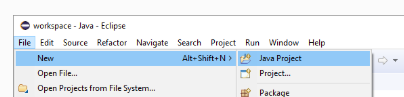 workspace - Java - Eclipse
File Edit Source Refactor Navigate Search Project Run Window Help
New Alt+Shift+N > Java Project
Open File... Project...
Open Projects from File System... Package